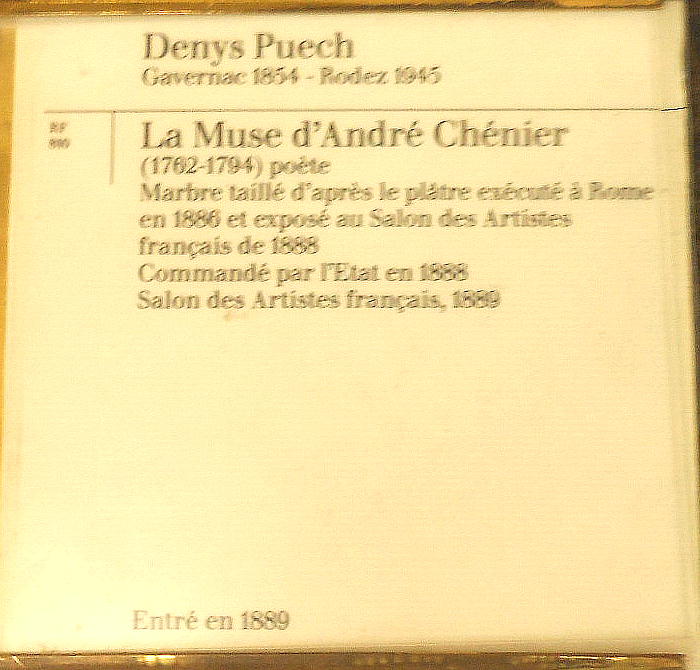 Denys Puech
Gavernac 1854 - Rodez 1945
RF
La Muse d'André Chénier
(1762-1794) poète
Marbre taillé d'après le plâtre exécuté à Rome
en 1886 et exposé au Salon des Artistes
français de 1888
Commandé par l'Etat en 1888
Salon des Artistes français, 1889
Entré en 1889